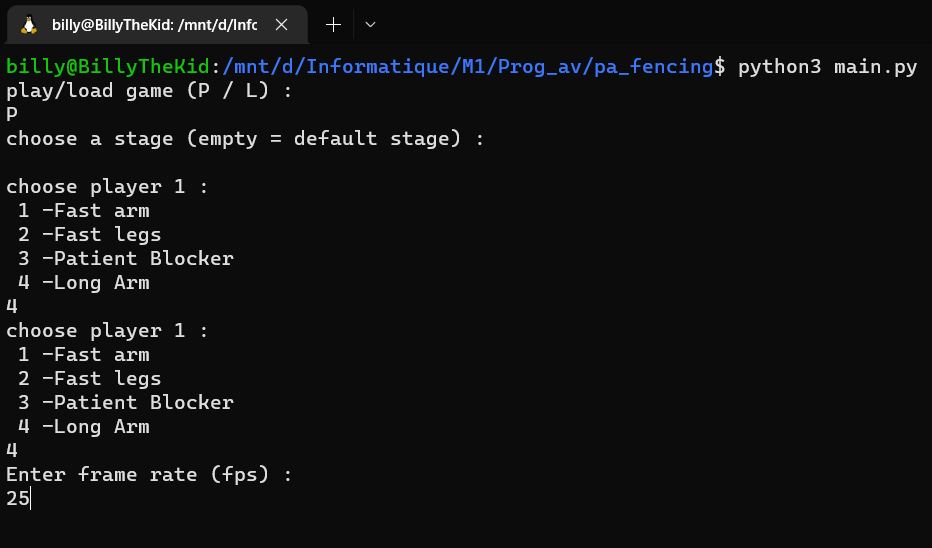 billy@BillyTheKid: /mnt/d/Infc
billy@BillyTheKid:/mnt/d/Informatique/M1/Prog_av/pa_fencing$ python3 main.py
play/load game (P / L) :
P
choose a stage (empty = default stage) :

choose player 1 :
 1 -Fast arm
 2 -Fast legs
 3 -Patient Blocker
 4 -Long Arm
4
choose player 1 :
 1 -Fast arm
 2 -Fast legs
 3 -Patient Blocker
 4 -Long Arm
4
Enter frame rate (fps) :
25